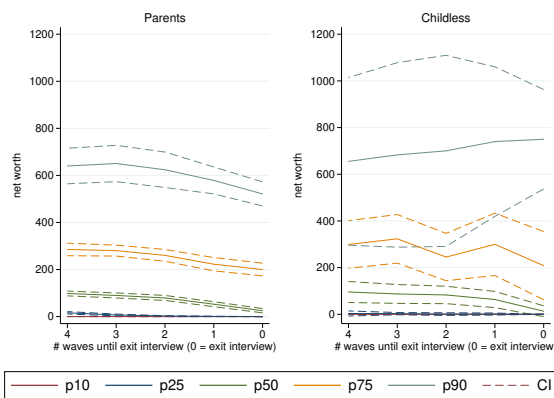 Parents
Childless
net worth
1200
1000
800
600
400
200
0
4 3 2 1 0
# waves until exit interview (0 = exit interview)
net worth
1200
1000
800
600
400
200
0
4 3 2 1 0
# waves until exit interview (0 = exit interview)
p10 p25 p50 p75 p90 CI